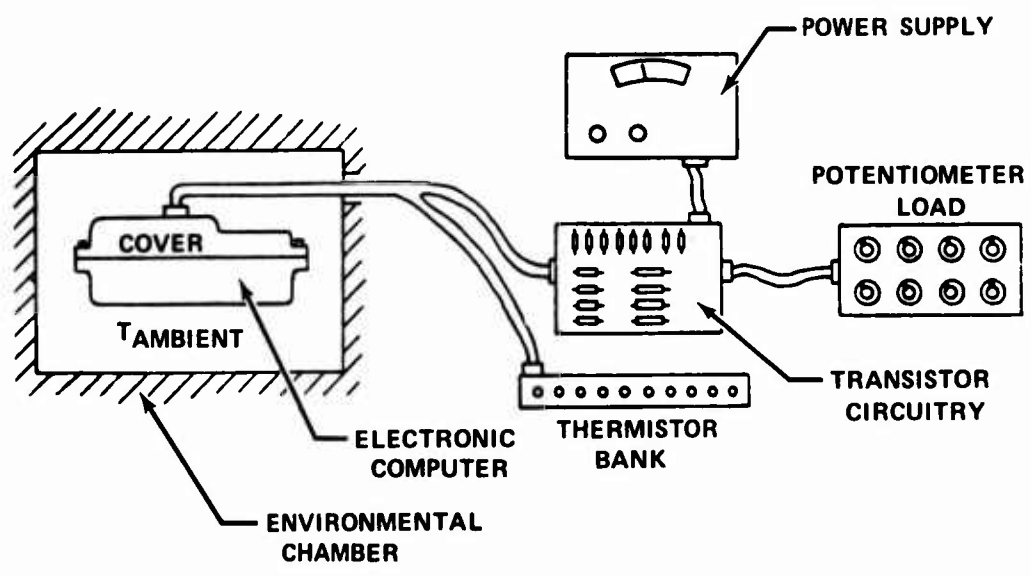 POWER SUPPLY
POTENTIOMETER
LOAD
COVER
TAMBIENT
TRANSISTOR
CIRCUITRY
THERMISTOR
BANK
ELECTRONIC
COMPUTER
ENVIRONMENTAL
CHAMBER